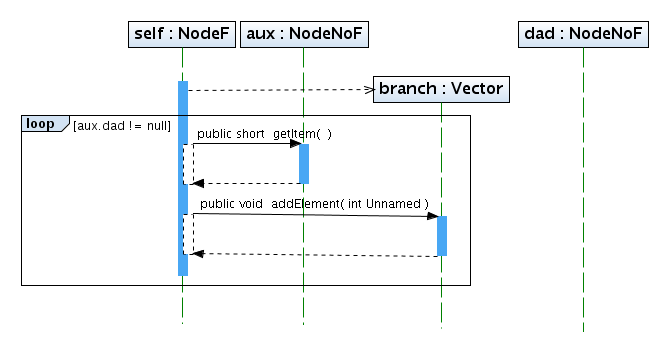 self : NodeF
aux : NodeNoF
dad : NodeNoF
branch : Vector
loop
[aux.dad != null]
public short getItem( )
public void addElement( int Unnamed )